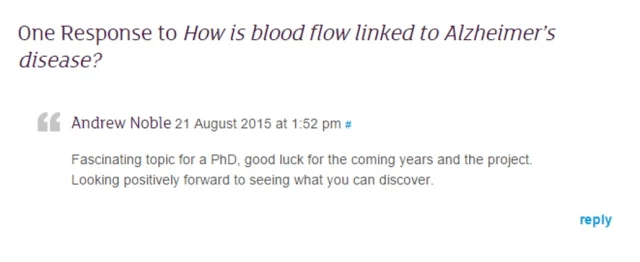 One Response to How is blood flow linked to Alzheimer's
disease?
Andrew Noble 21 August 2015 at 1:52 pm #
Fascinating topic for a PhD, good luck for the coming years and the project.
Looking positively forward to seeing what you can discover.
reply